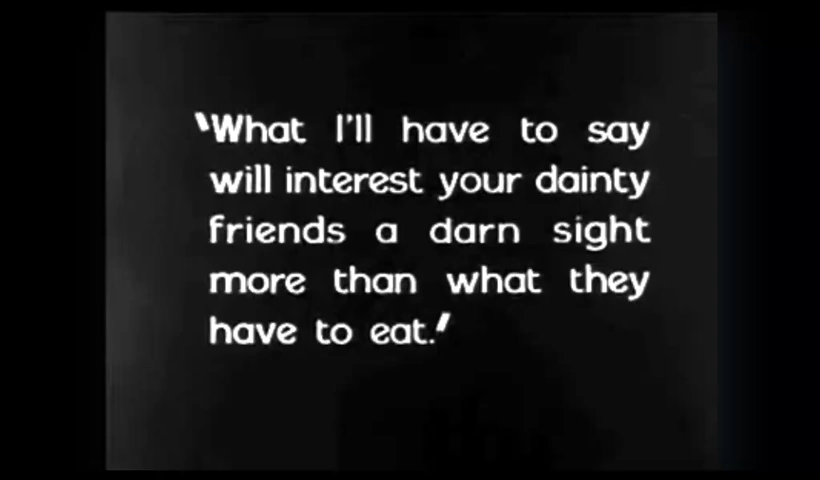 "What I'll have to say
will interest your dainty
friends a darn sight
more than what they
have to eat."